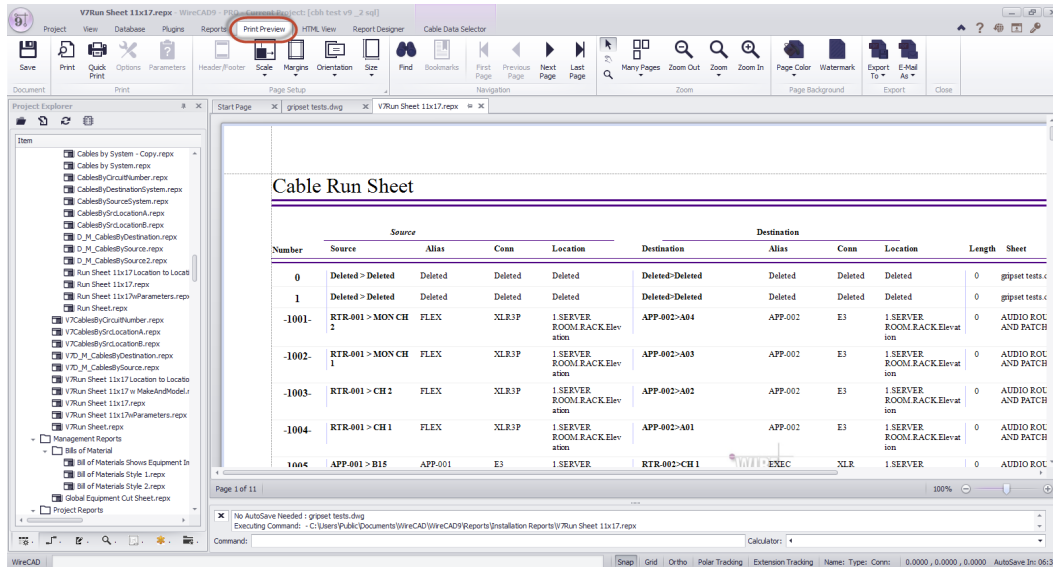 V7Run Sheet 11x17 - WireCAD9 - PRO - Current Project: [cbh test v9 _2 sql]
Project View Database Plugins Reports Print Preview HTML View Report Designer Cable Data Selector
Save Print Quick Print Options Parameters Header/Footer Scale Margins Orientation Size Find Bookmarks First Page Previous Page Next Page Last Page Many Pages Zoom Out Zoom Zoom In Page Color Watermark Export To E-Mail As
Document Print Page Setup Navigation Zoom Page Background Export Close
Project Explorer
Start Page gripset tests.dwg V7Run Sheet 11x17.repx
Item
Cables by System - Copy.repx
Cables by System.repx
CablesByCircuitNumber.repx
CablesByDestinationSystem.repx
CablesBySourceSystem.repx
CablesBySrcLocationA.repx
CablesBySrcLocationB.repx
D_M_CablesByDestination.repx
D_M_CablesBySource.repx
D_M_CablesBySource2.repx
Run Sheet 11x17 Location to Locati
Run Sheet 11x17.repx
Run Sheet 11x17wParameters.repx
Run Sheet.repx
V7CablesByCircuitNumber.repx
V7CablesBySrcLocationA.repx
V7CablesBySrcLocationB.repx
V7D_M_CablesByDestination.repx
V7D_M_CablesBySource.repx
V7Run Sheet 11x17 Location to Locatio
V7Run Sheet 11x17 w MakeAndModel.r
V7Run Sheet 11x17.repx
V7Run Sheet 11x17wParameters.repx
V7Run Sheet.repx
Management Reports
Bills of Material
Bill of Materials Shows Equipment In
Bill of Materials Style 1.repx
Bill of Materials Style 2.repx
Global Equipment Cut Sheet.repx
Project Reports
Cable Run Sheet
Source Destination
Number Source Alias Conn Location Destination Alias Conn Location Length Sheet
0 Deleted > Deleted Deleted Deleted Deleted Deleted>Deleted Deleted Deleted Deleted 0 gripset tests.d
1 Deleted > Deleted Deleted Deleted Deleted Deleted>Deleted Deleted Deleted Deleted 0 gripset tests.d
-1001- RTR-001 > MON CH FLEX XLR3P 1.SERVER APP-002>A04 APP-002 E3 1.SERVER 0 AUDIO ROU
2 ROOM.RACK.Elev ROOM.RACK.Elevat AND PATCH
ation ion
-1002- RTR-001 > MON CH FLEX XLR3P 1.SERVER APP-002>A03 APP-002 E3 1.SERVER 0 AUDIO ROU
1 ROOM.RACK.Elev ROOM.RACK.Elevat AND PATCH
ation ion
-1003- RTR-001 > CH 2 FLEX XLR3P 1.SERVER APP-002>A02 APP-002 E3 1.SERVER 0 AUDIO ROU
ROOM.RACK.Elev ROOM.RACK.Elevat AND PATCH
ation ion
-1004- RTR-001 > CH 1 FLEX XLR3P 1.SERVER APP-002>A01 APP-002 E3 1.SERVER 0 AUDIO ROU
ROOM.RACK.Elev ROOM.RACK.Elevat AND PATCH
ation ion
1005 APP-001 > B15 APP-001 E3 1.SERVER RTR-002>CH 1 EXEC XLR 1.SERVER 0 AUDIO ROU
Page 1 of 11 100%
No AutoSave Needed : gripset tests.dwg
Executing Command: - C:\Users\Public\Documents\WireCAD\WireCAD9\Reports\Installation Reports\V7Run Sheet 11x17.repx
Command: Calculator:
WireCAD Snap Grid Ortho Polar Tracking Extension Tracking Name: Type: Conn: 0.0000 , 0.0000 , 0.0000 AutoSave In: 06:3